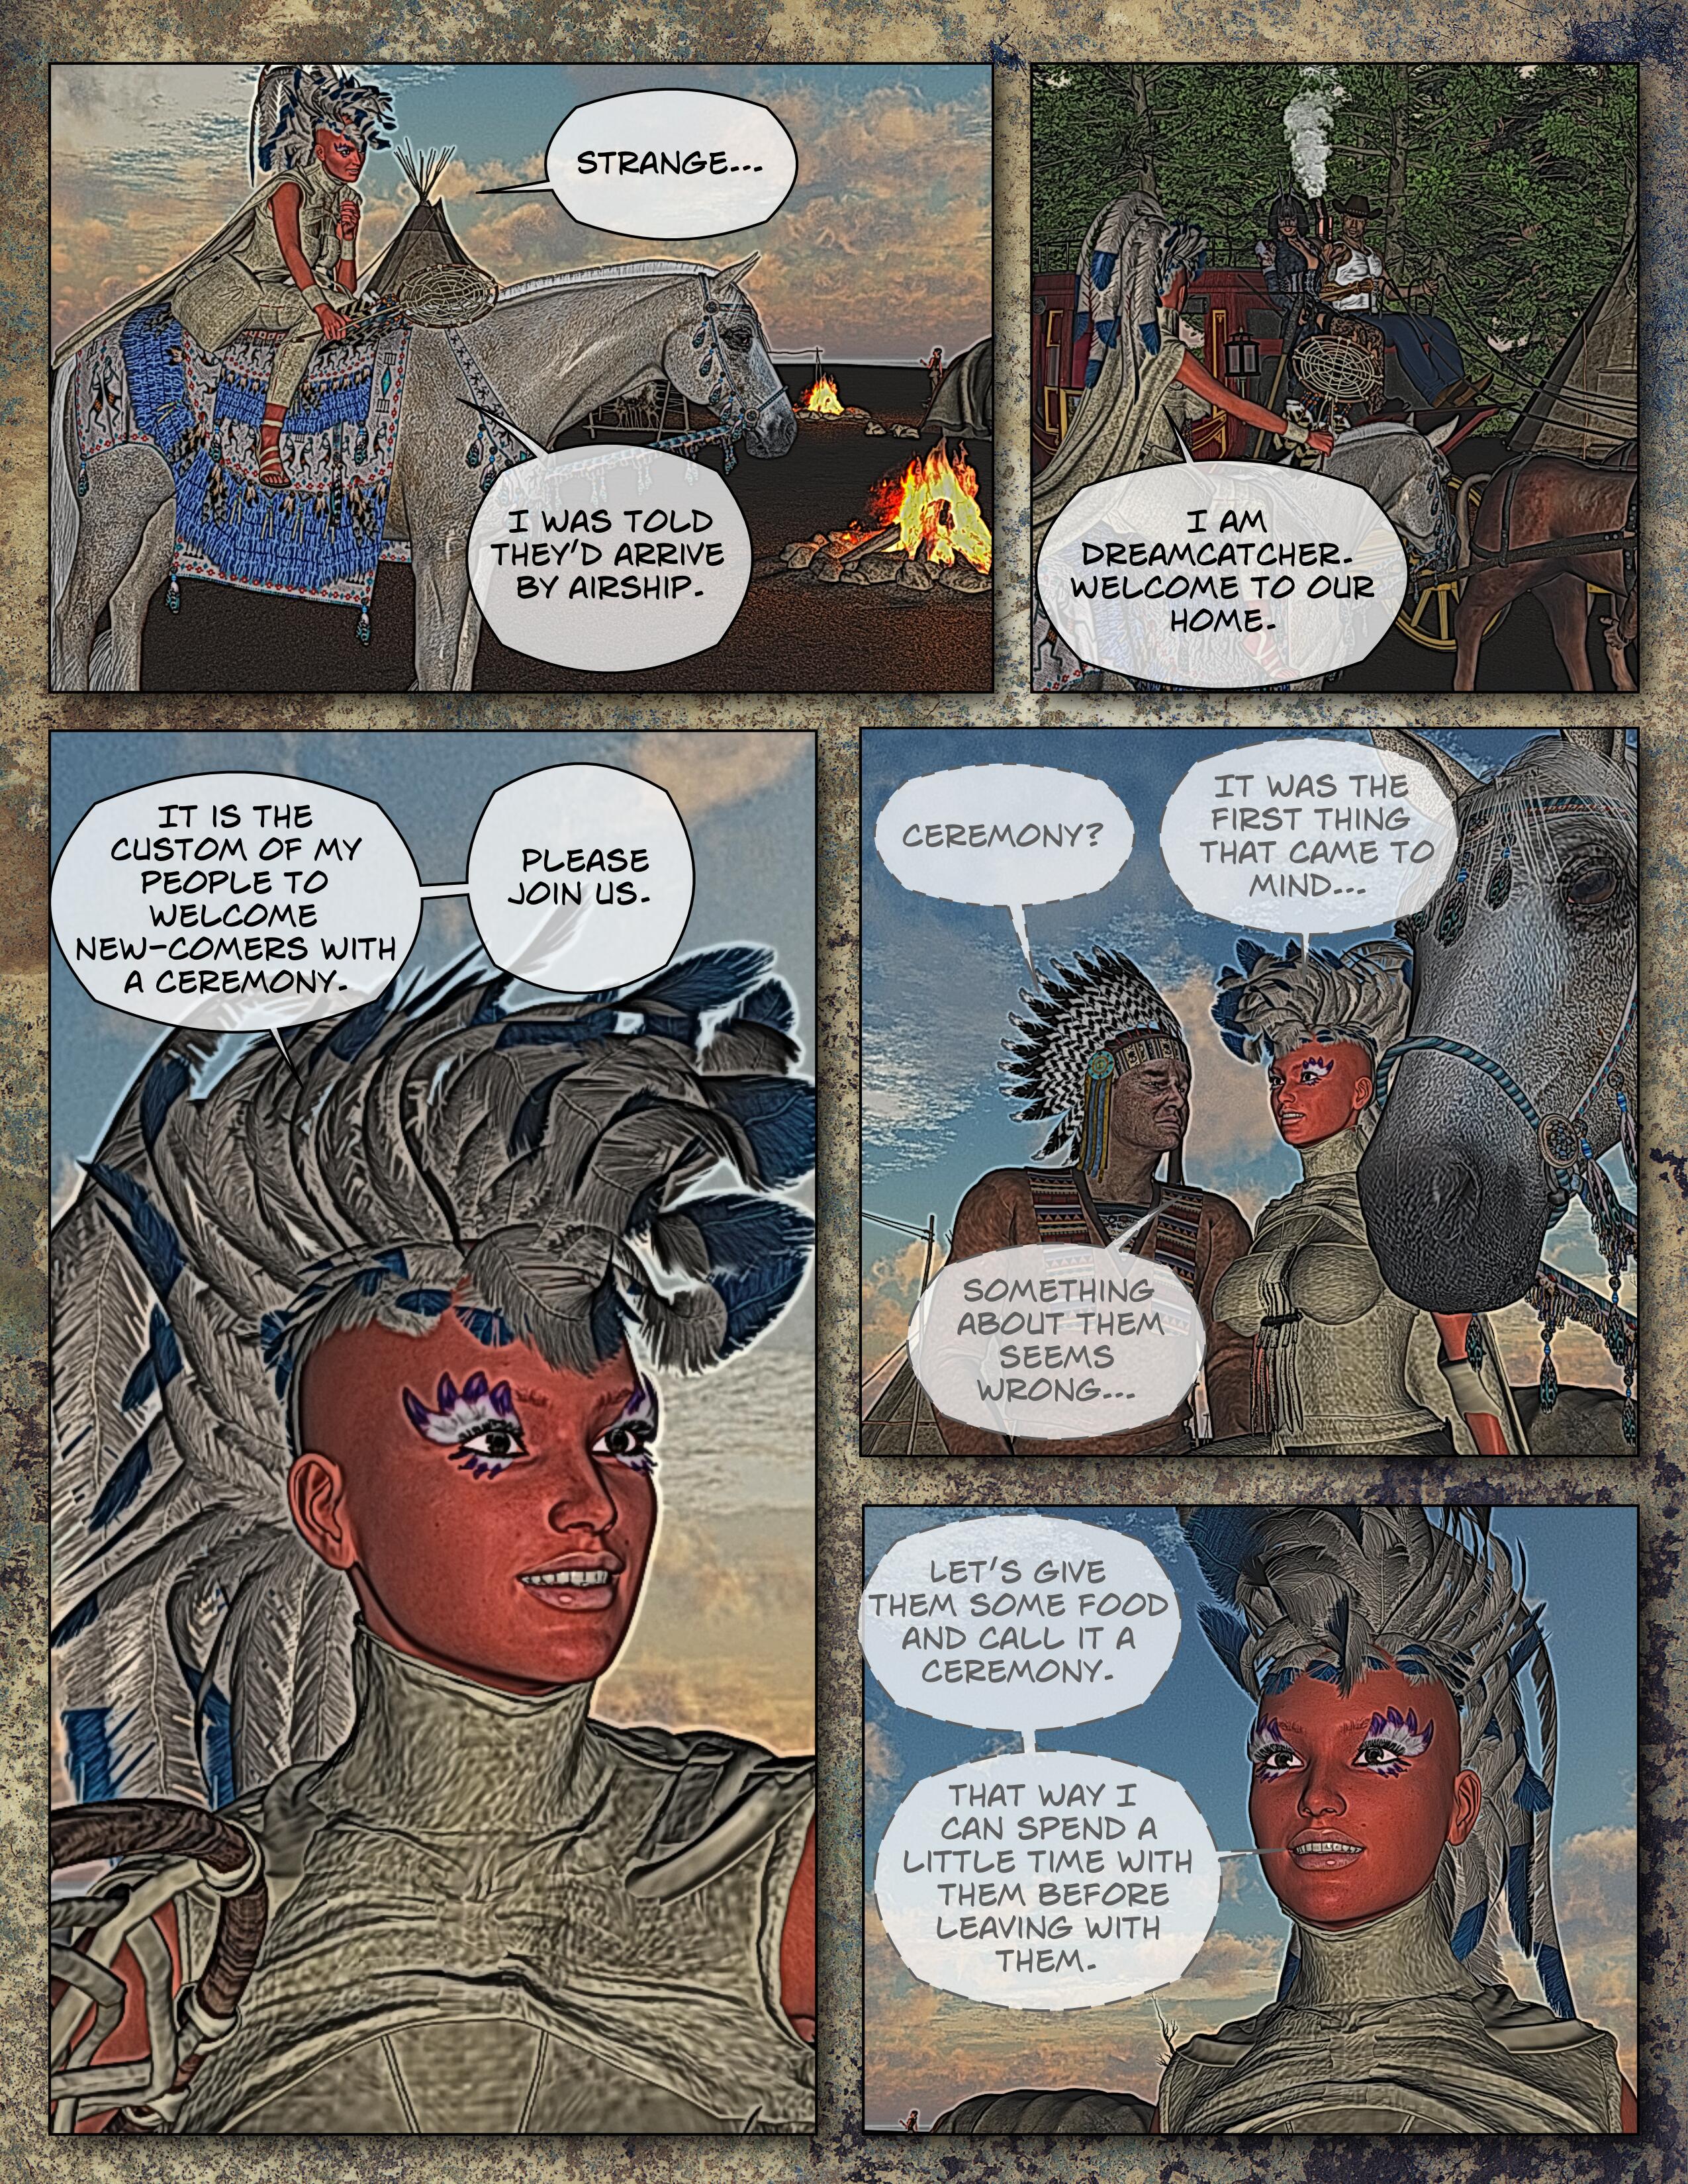 STRANGE...
I WAS TOLD
THEY'D ARRIVE
BY AIRSHIP.
I AM
DREAMCATCHER.
WELCOME TO OUR
HOME.
IT IS THE
CUSTOM OF MY
PEOPLE TO
WELCOME
NEW-COMERS WITH
A CEREMONY.
PLEASE
JOIN US.
CEREMONY?
IT WAS THE
FIRST THING
THAT CAME TO
MIND...
SOMETHING
ABOUT THEM
SEEMS
WRONG...
LET'S GIVE
THEM SOME FOOD
AND CALL IT A
CEREMONY.
THAT WAY I
CAN SPEND A
LITTLE TIME WITH
THEM BEFORE
LEAVING WITH
THEM.